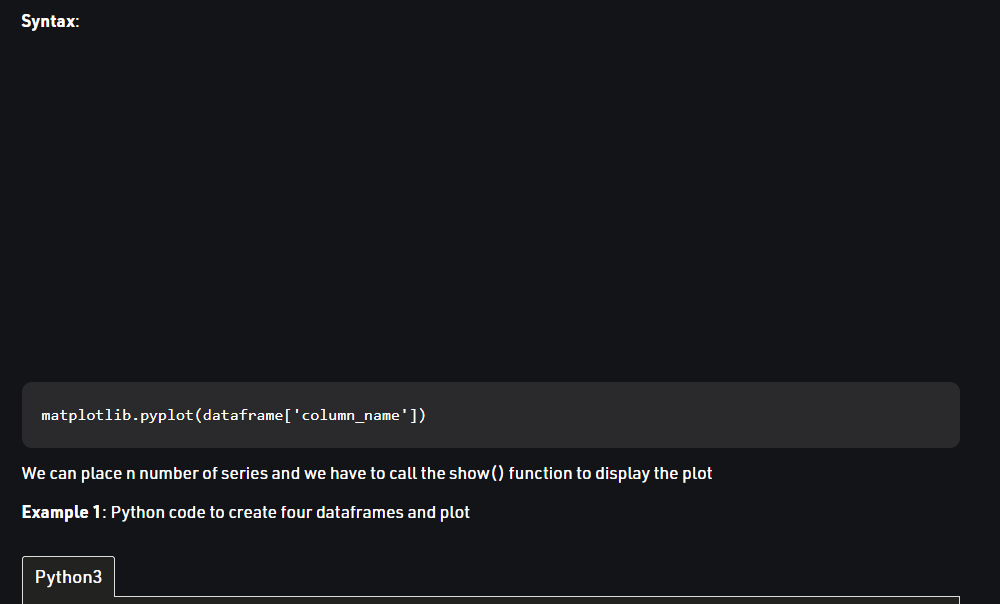 Syntax:
matplotlib.pyplot(dataframe['column_name'])
We can place n number of series and we have to call the show() function to display the plot
Example 1: Python code to create four dataframes and plot
Python3